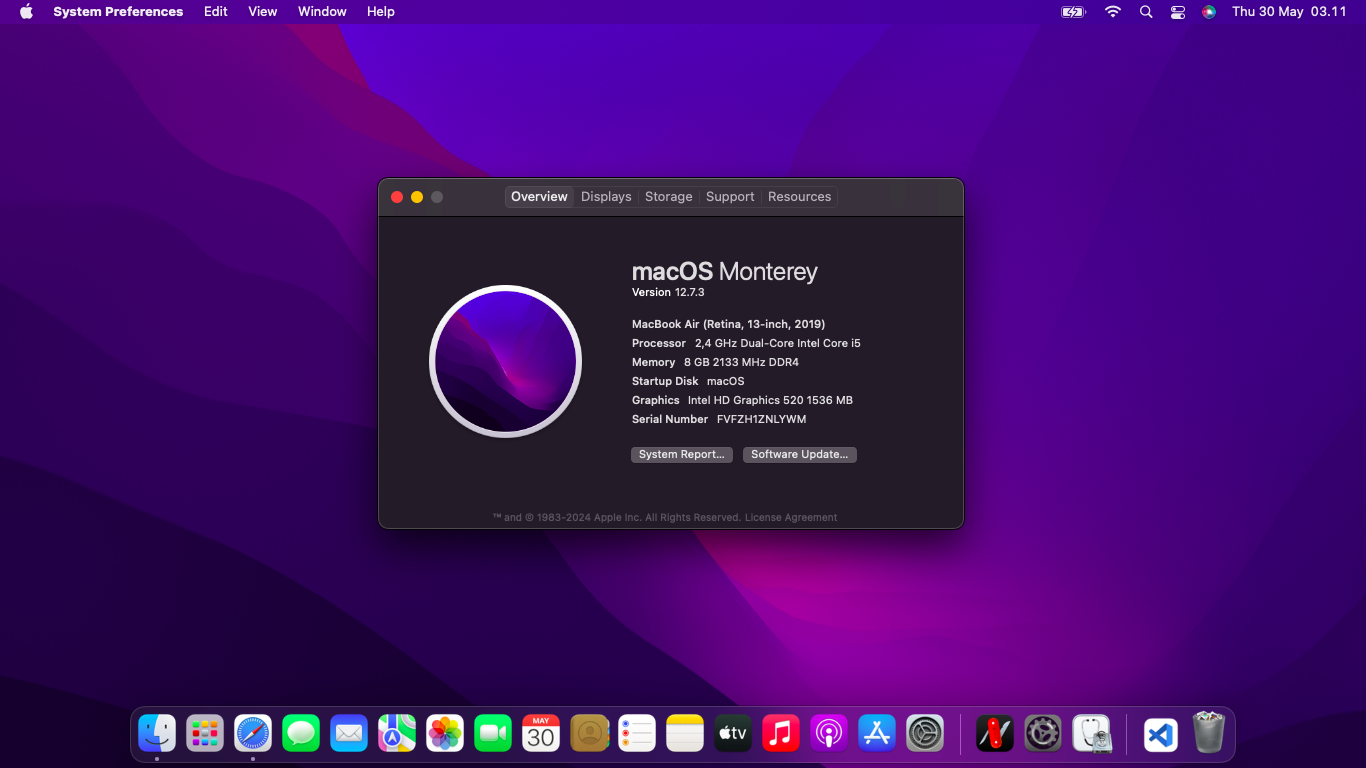 System Preferences Edit View Window Help Thu 30 May 03.11
Overview Displays Storage Support Resources
macOS Monterey
Version 12.7.3
MacBook Air (Retina, 13-inch, 2019)
Processor 2,4 GHz Dual-Core Intel Core i5
Memory 8 GB 2133 MHz DDR4
Startup Disk macOS
Graphics Intel HD Graphics 520 1536 MB
Serial Number FVFZH1ZNLYWM
System Report... Software Update...
™ and © 1983-2024 Apple Inc. All Rights Reserved. License Agreement
MAY
30
tv